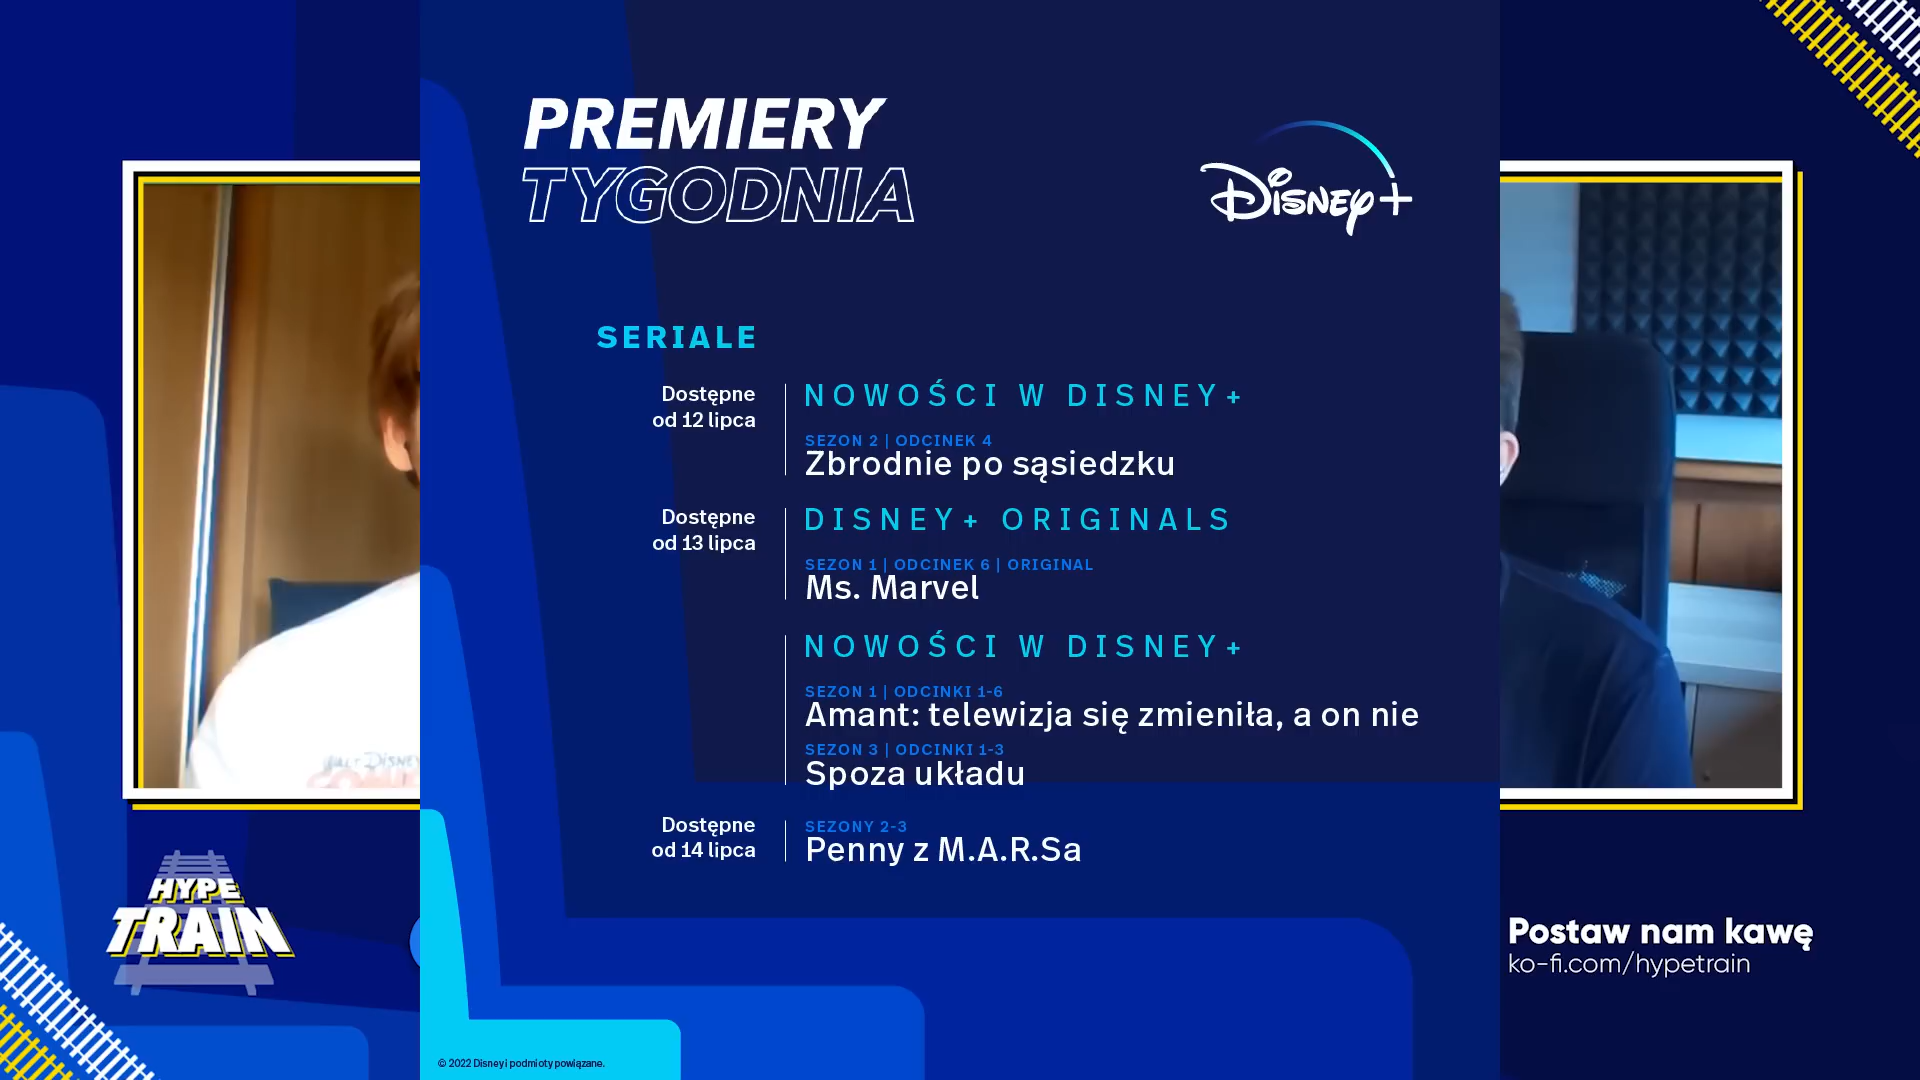 PREMIERY
TYGODNIA
Disney+
SERIALE
Dostępne
od 12 lipca
NOWOŚCI W DISNEY+
SEZON 2 | ODCINEK 4
Zbrodnie po sąsiedzku
Dostępne
od 13 lipca
DISNEY+ ORIGINALS
SEZON 1 | ODCINEK 6 | ORIGINAL
Ms. Marvel
NOWOŚCI W DISNEY+
SEZON 1 | ODCINKI 1-6
Amant: telewizja się zmieniła, a on nie
SEZON 3 | ODCINKI 1-3
Spoza układu
Dostępne
od 14 lipca
SEZONY 2-3
Penny z M.A.R.Sa
WALT DISNEY
HYPE
TRAIN
Postaw nam kawę
ko-fi.com/hypetrain
© 2022 Disney i podmioty powiązane.